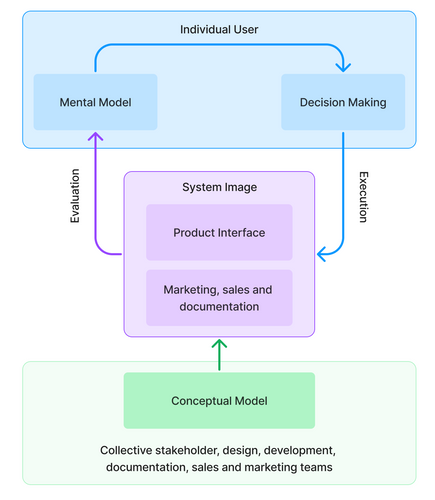 Individual User
Mental Model
Decision Making
Evaluation
Execution
System Image
Product Interface
Marketing, sales and
documentation
Conceptual Model
Collective stakeholder, design, development,
documentation, sales and marketing teams